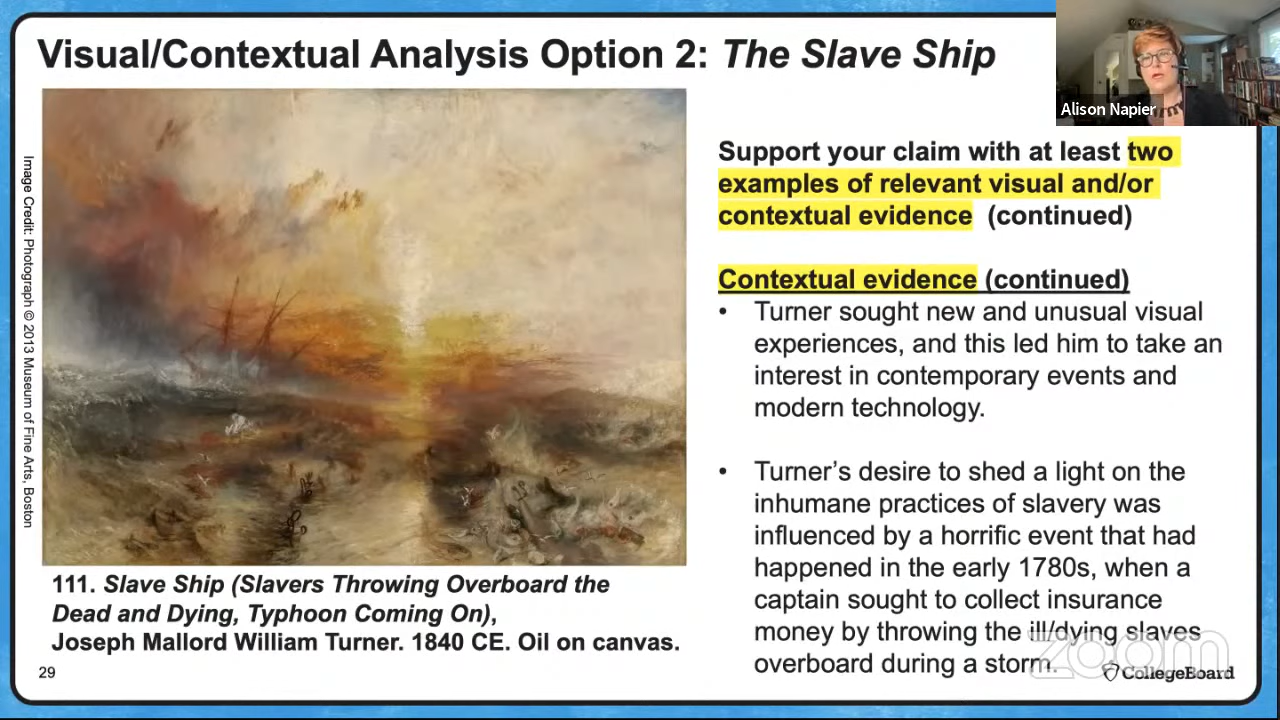 Visual/Contextual Analysis Option 2: The Slave Ship
Alison Napier
Image Credit: Photograph © 2013 Museum of Fine Arts, Boston
Support your claim with at least two
examples of relevant visual and/or
contextual evidence (continued)
Contextual evidence (continued)
• Turner sought new and unusual visual
experiences, and this led him to take an
interest in contemporary events and
modern technology.
• Turner’s desire to shed a light on the
inhumane practices of slavery was
influenced by a horrific event that had
happened in the early 1780s, when a
captain sought to collect insurance
money by throwing the ill/dying slaves
overboard during a storm.
111. Slave Ship (Slavers Throwing Overboard the
Dead and Dying, Typhoon Coming On),
Joseph Mallord William Turner. 1840 CE. Oil on canvas.
29
zoom
CollegeBoard